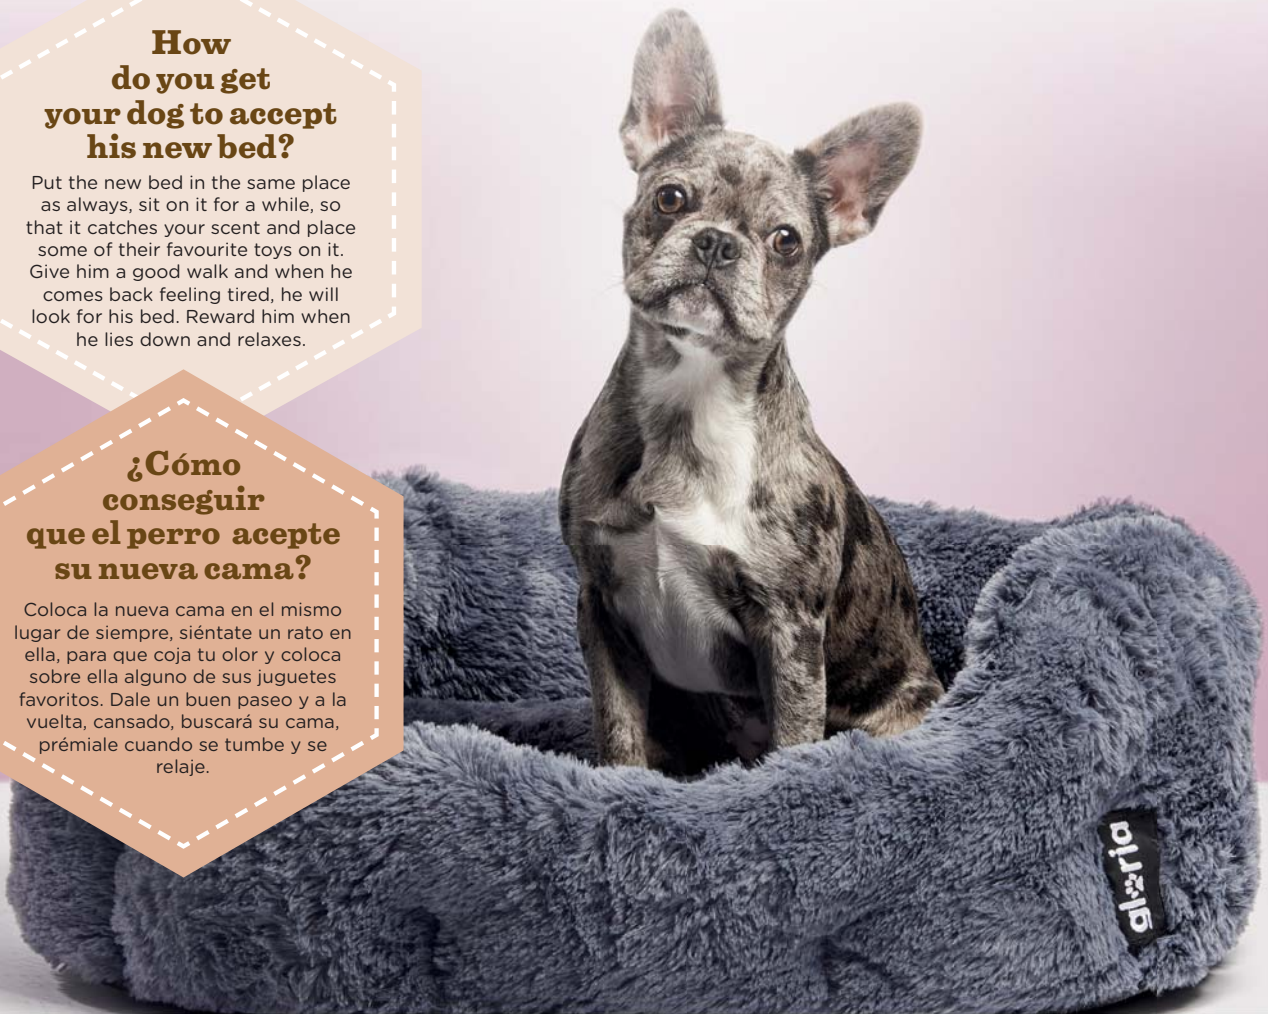 How
do you get
your dog to accept
his new bed?
Put the new bed in the same place
as always, sit on it for a while, so
that it catches your scent and place
some of their favourite toys on it.
Give him a good walk and when he
comes back feeling tired, he will
look for his bed. Reward him when
he lies down and relaxes.
¿Cómo
conseguir
que el perro acepte
su nueva cama?
Coloca la nueva cama en el mismo
lugar de siempre, siéntate un rato en
ella, para que coja tu olor y coloca
sobre ella alguno de sus juguetes
favoritos. Dale un buen paseo y a la
vuelta, cansado, buscará su cama,
prémiale cuando se tumbe y se
relaje.
gloria